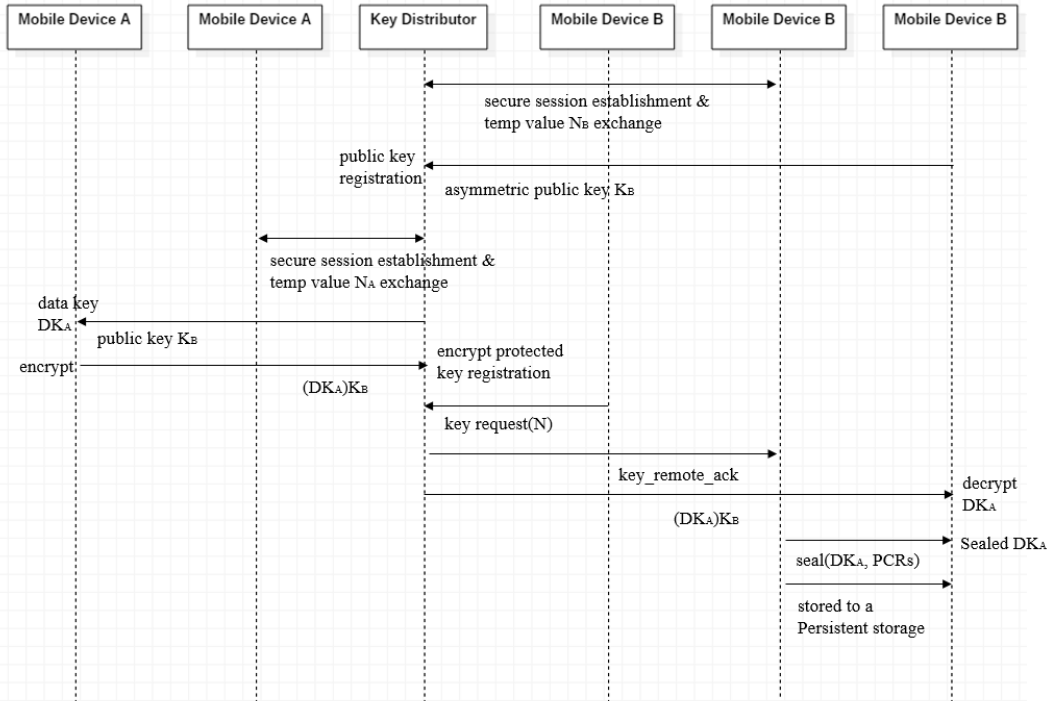 Mobile Device A
Mobile Device A
Key Distributor
Mobile Device B
Mobile Device B
Mobile Device B
secure session establishment &
temp value NB exchange
public key
registration
asymmetric public key KB
secure session establishment &
temp value NA exchange
data key
DKA
public key KB
encrypt
encrypt protected
key registration
(DKA)KB
key request(N)
key_remote_ack
decrypt
DKA
(DKA)KB
Sealed DKA
seal(DKA, PCRs)
stored to a
Persistent storage